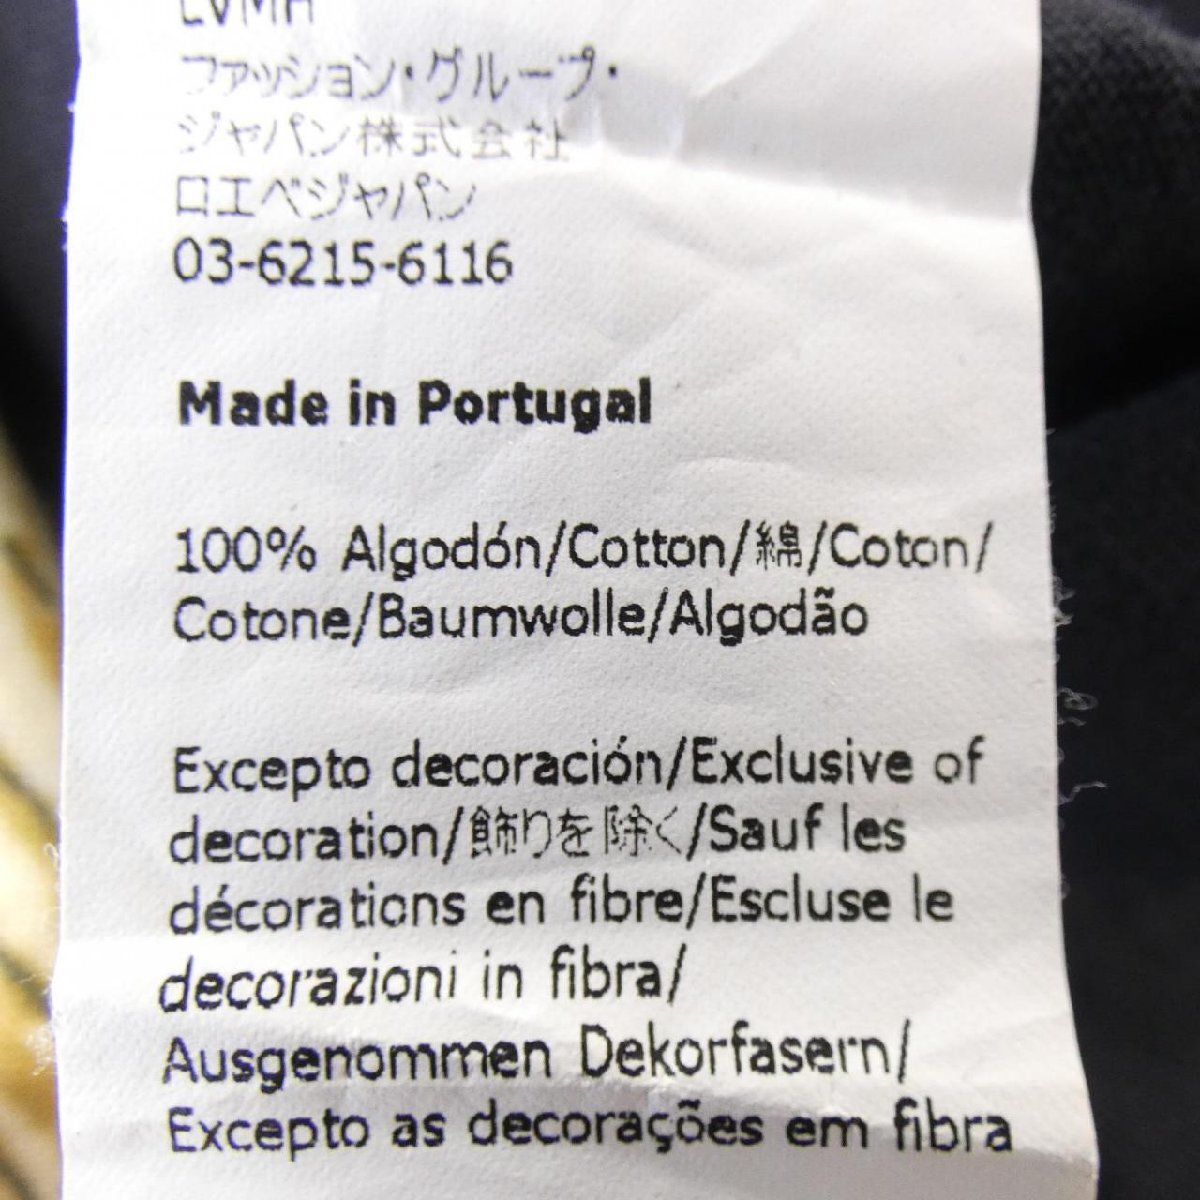 LVMH
ファッション・グループ・
ジャパン株式会社
ロエベジャパン
03-6215-6116
Made in Portugal
100% Algodón/Cotton/綿/Coton/
Cotone/Baumwolle/Algodão
Excepto decoración/Exclusive of
decoration/飾りを除く/Sauf les
décorations en fibre/Escluse le
decorazioni in fibra/
Ausgenommen Dekorfasern/
Excepto as decorações em fibra